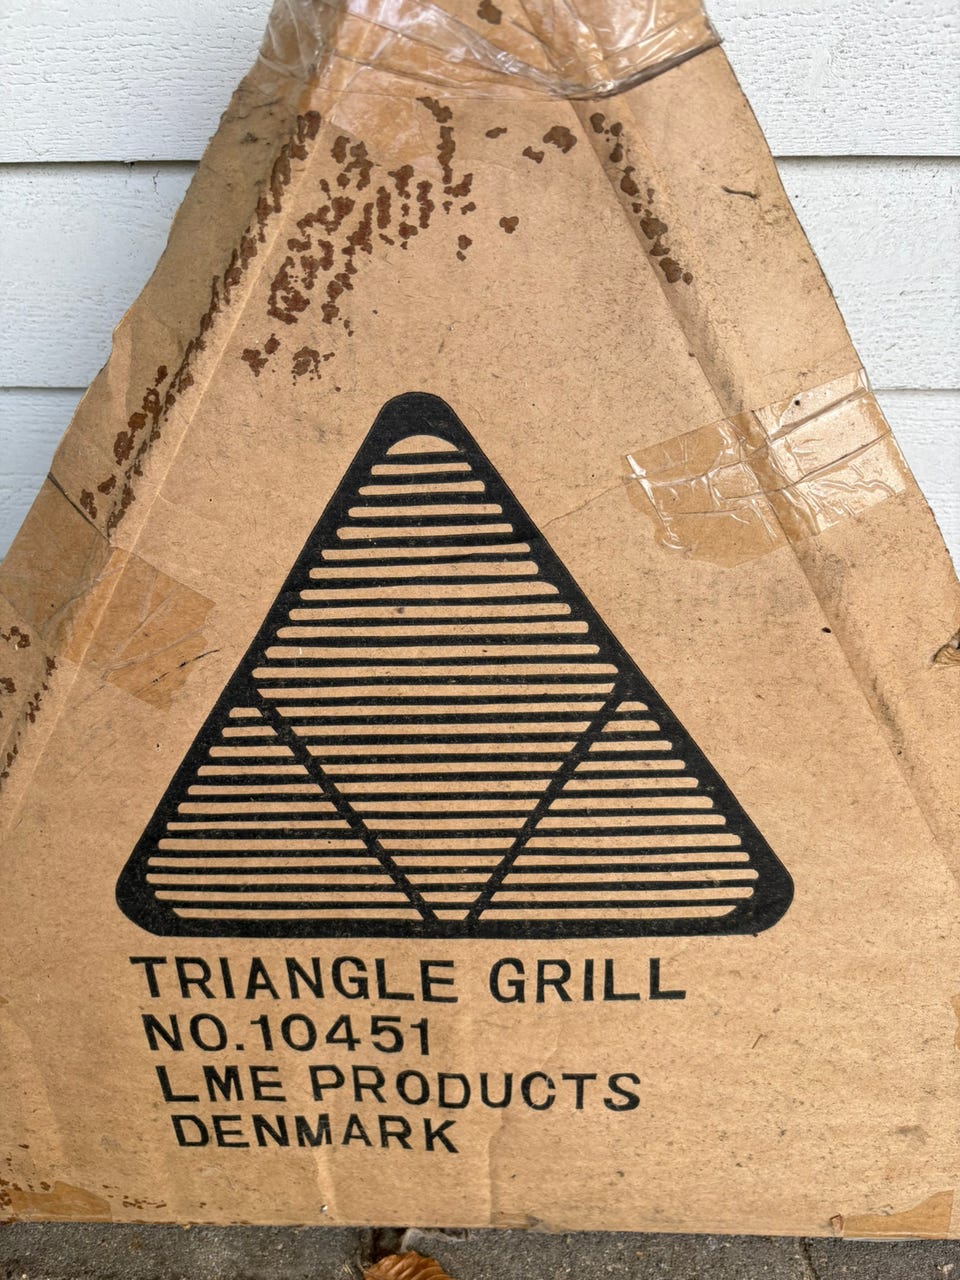 TRIANGLE GRILL
NO.10451
LME PRODUCTS
DENMARK